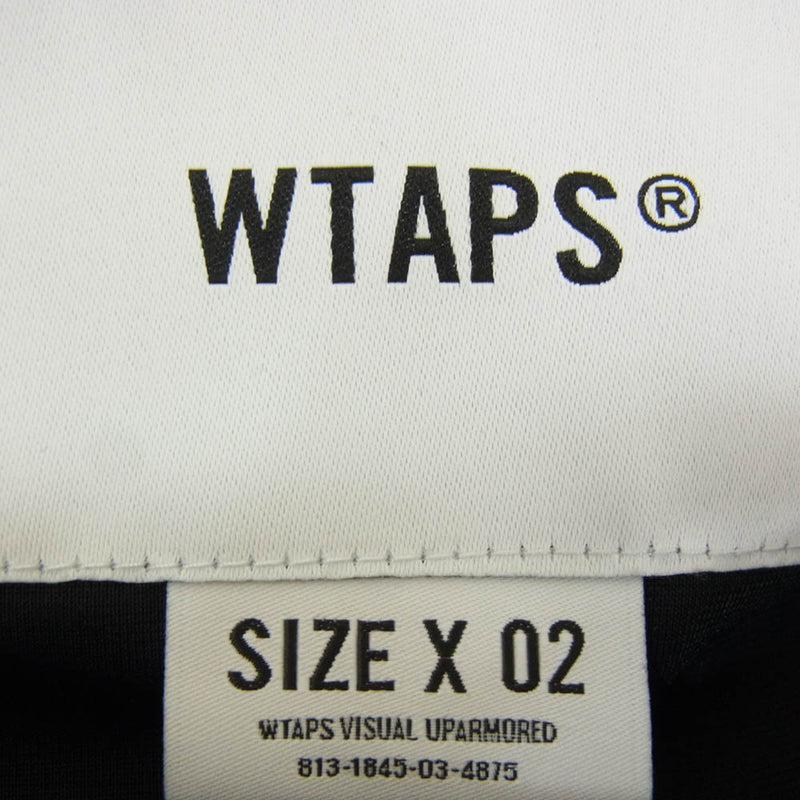 WTAPS®
SIZE X 02
WTAPS VISUAL UPARMORED
813-1845-03-4875